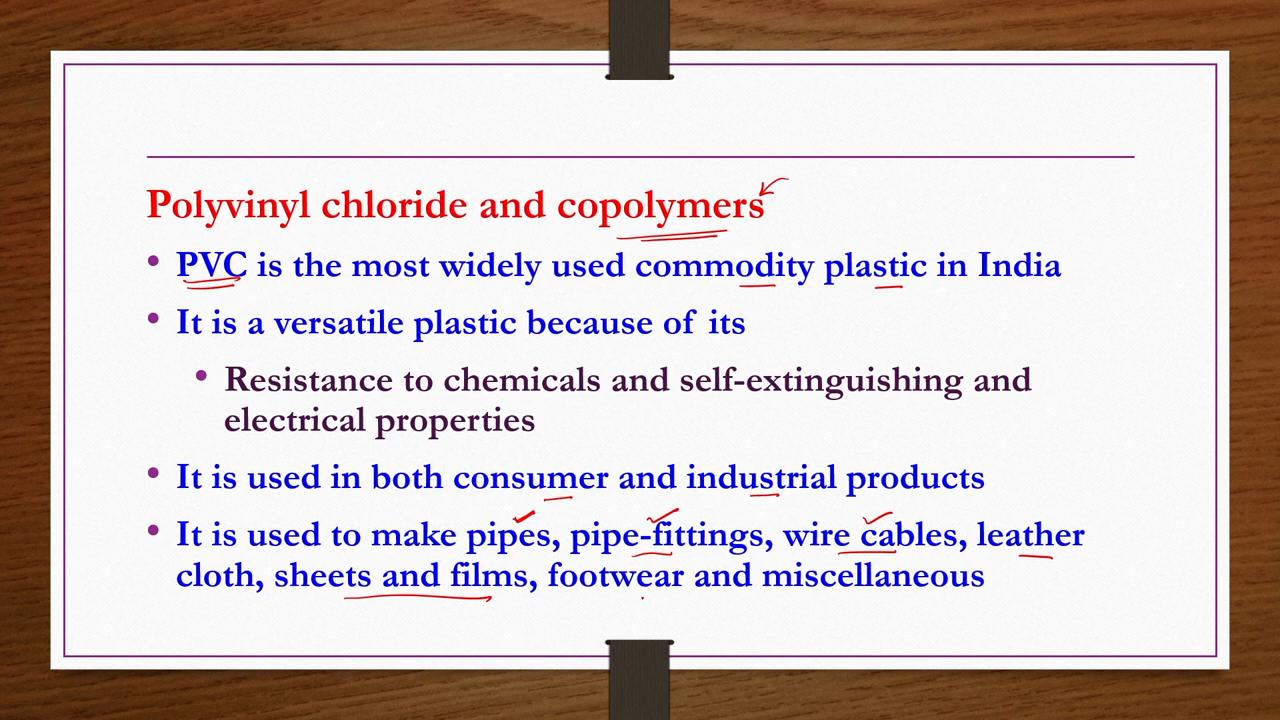 Polyvinyl chloride and copolymers
• PVC is the most widely used commodity plastic in India
• It is a versatile plastic because of its
• Resistance to chemicals and self-extinguishing and
electrical properties
• It is used in both consumer and industrial products
• It is used to make pipes, pipe-fittings, wire cables, leather
cloth, sheets and films, footwear and miscellaneous